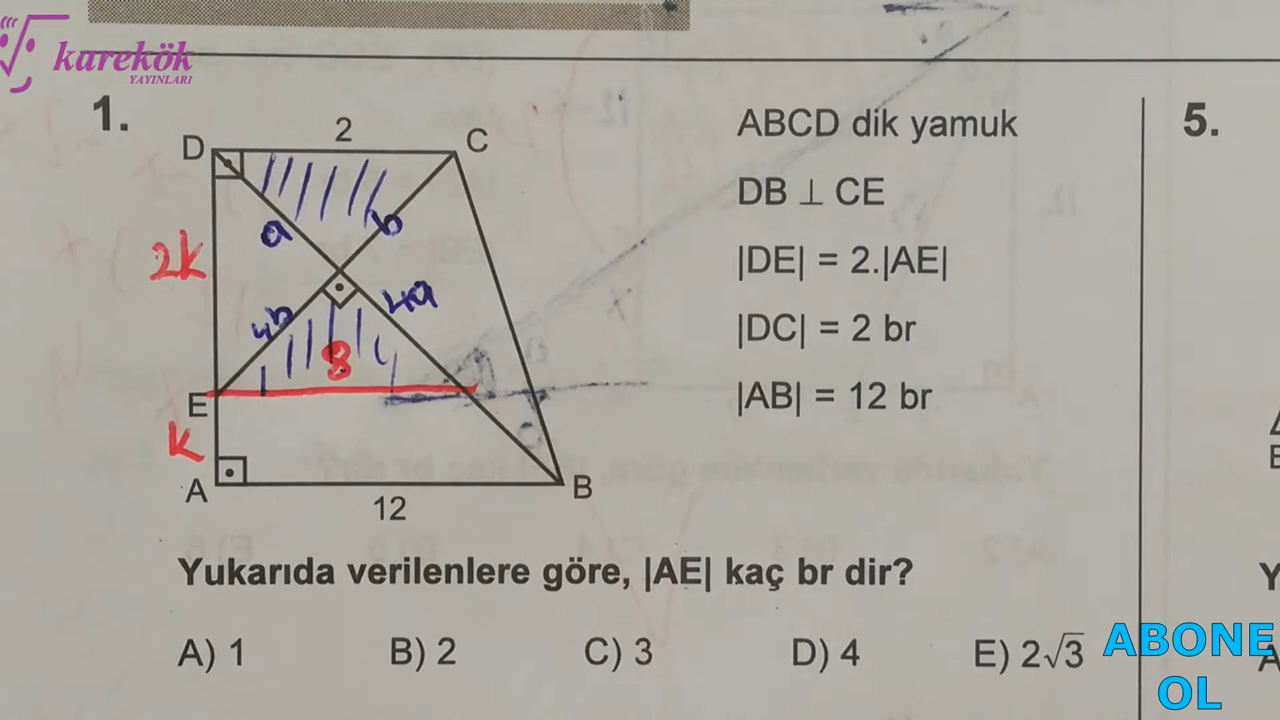 karekök
YAYINLARI
1.
D
2
C
ABCD dik yamuk
5.
DB ⊥ CE
a
b
2k
|DE| = 2.|AE|
4b
4a
|DC| = 2 br
8
E
|AB| = 12 br
k
A
B
12
Yukarıda verilenlere göre, |AE| kaç br dir?
A) 1
B) 2
C) 3
D) 4
E) 2√3
ABONE
OL